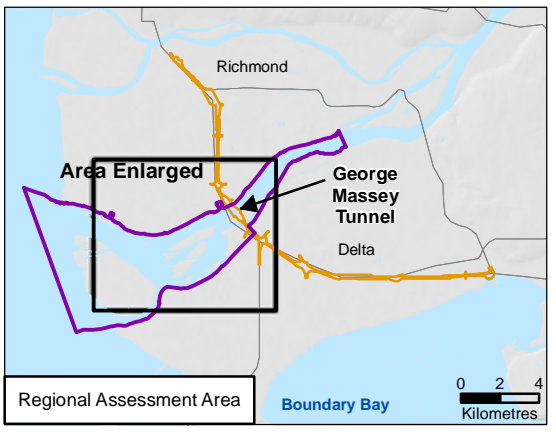 Richmond
Area Enlarged
George
Massey
Tunnel
Delta
0 2 4
Kilometres
Regional Assessment Area
Boundary Bay